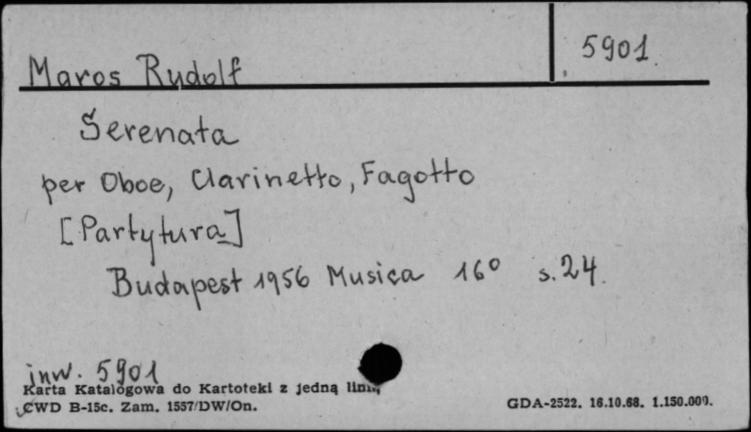 Maros Rudolf
5901
Serenata
per Oboe, Clarinetto, Fagotto
[Partytura]
Budapest 1956 Musica 16° s. 24.
inw. 5901
Karta Katalogowa do Kartoteki z jedną linią
CWD B-15c. Zam. 1557/DW/On.
GDA-2522. 16.10.68. 1.150.000.